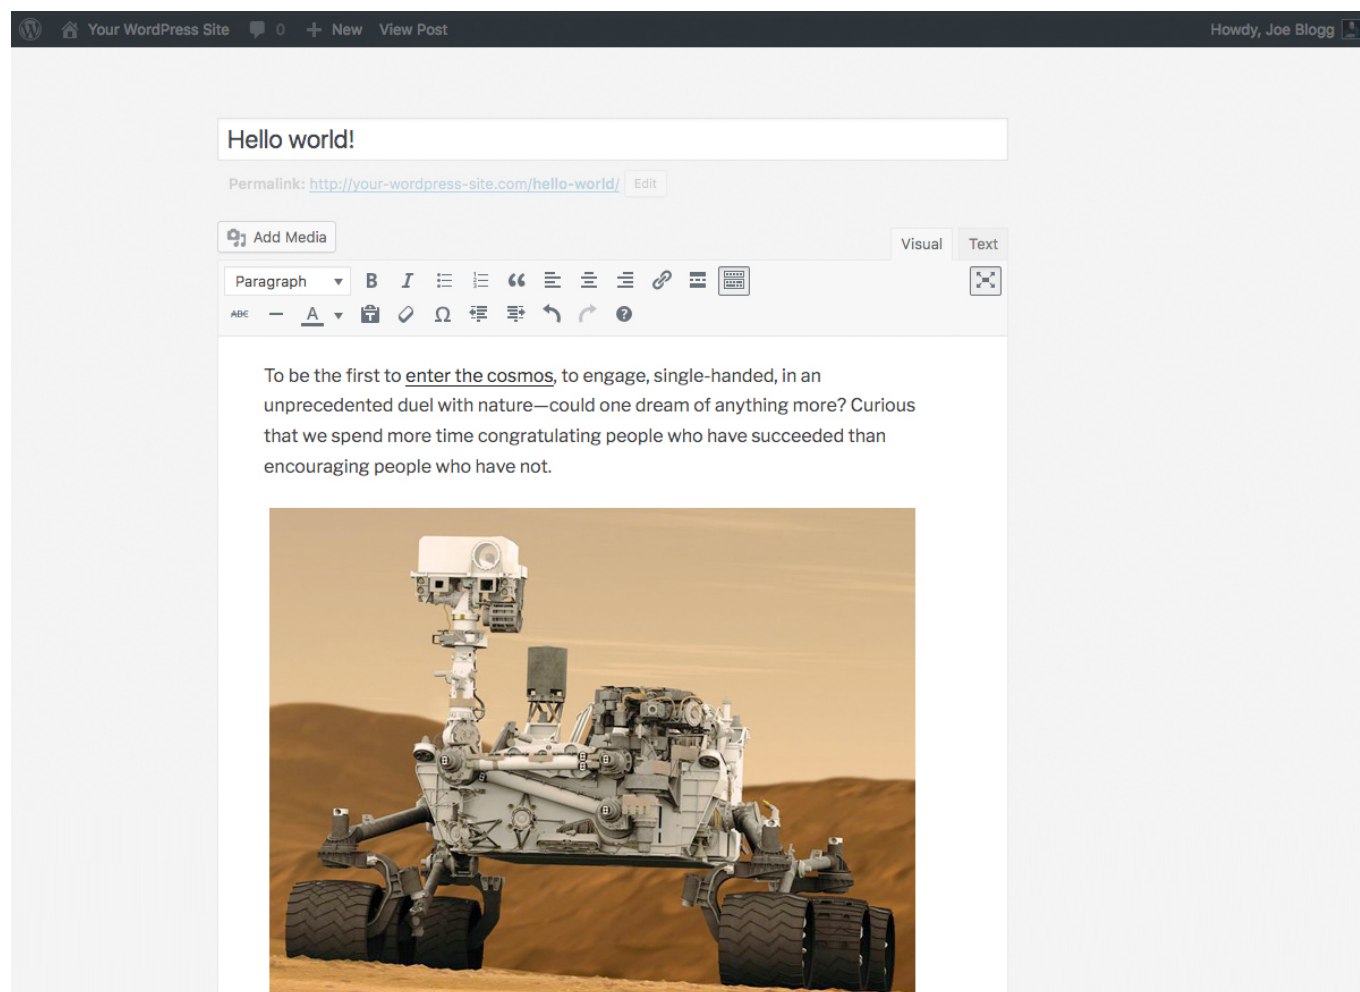 Your WordPress Site 0 New View Post Howdy, Joe Blogg
Hello world!
Permalink: http://your-wordpress-site.com/hello-world/ Edit
Add Media
Visual Text
Paragraph B I
ABC A Ω
To be the first to enter the cosmos, to engage, single-handed, in an
unprecedented duel with nature—could one dream of anything more? Curious
that we spend more time congratulating people who have succeeded than
encouraging people who have not.